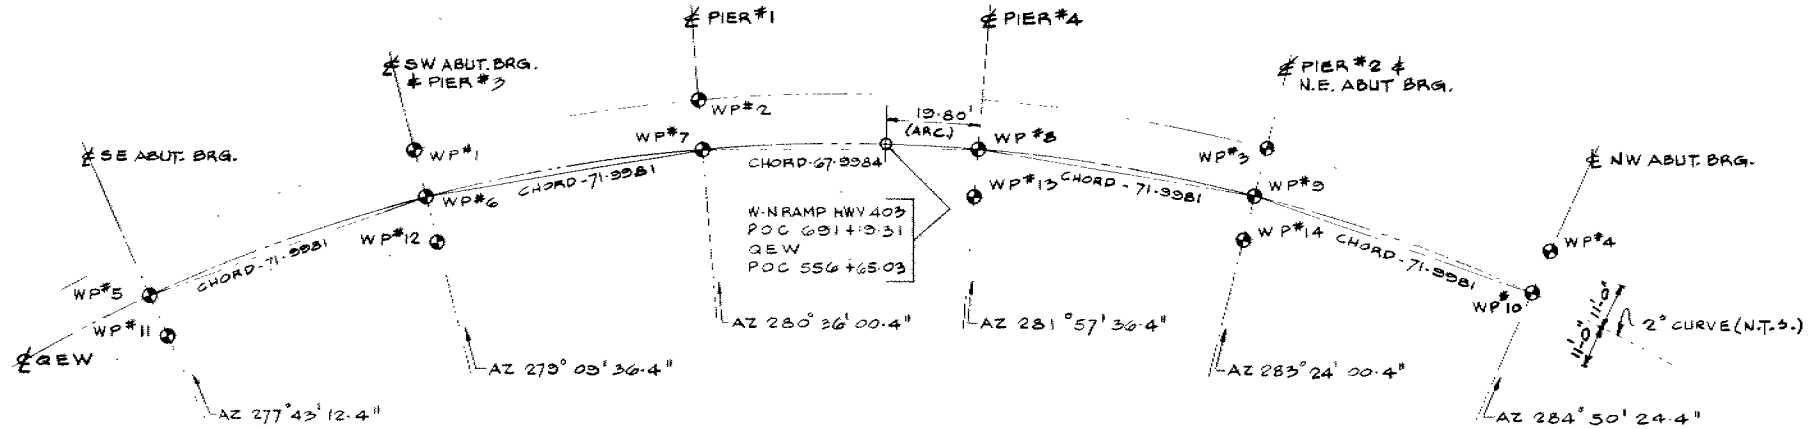 ℄ PIER #1
℄ PIER #4
℄ SW ABUT. BRG.
℄ PIER #3
℄ PIER #2 ℄
N.E. ABUT BRG.
WP#2
19.80'
(ARC.)
℄ SE ABUT. BRG.
WP#1
WP#7
WP#8
WP#3
℄ NW ABUT. BRG.
CHORD-67.9984
CHORD-71.9981
WP#6
WP#13
CHORD-71.9981
WP#9
W-N RAMP HWY 403
POC 691+19.31
QEW
POC 556+65.03
WP#12
WP#14
WP#4
CHORD-71.9981
CHORD-71.9981
WP#5
WP#10
WP#11
11'-0"
11'-0"
2° CURVE (N.T.S.)
℄ QEW
AZ 280° 36' 00.4"
AZ 281° 57' 36.4"
AZ 279° 09' 36.4"
AZ 283° 24' 00.4"
AZ 277° 43' 12.4"
AZ 284° 50' 24.4"